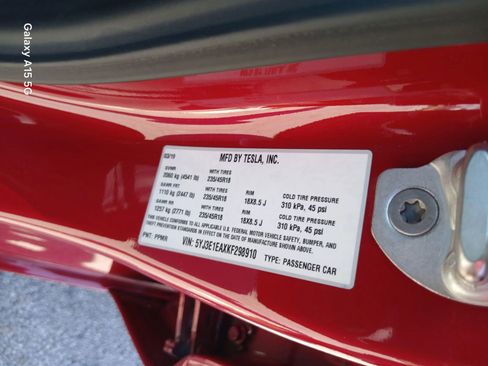 Galaxy A15 5G
MFD BY TESLA, INC.
03/19
GVWR
2060 kg (4541 lb)
WITH TIRES
235/45R18
GAWR FRT
1110 kg (2447 lb)
WITH TIRES
235/45R18
RIM
18X8.5 J
COLD TIRE PRESSURE
310 kPa, 45 psi
GAWR RR
1257 kg (2771 lb)
WITH TIRES
235/45R18
RIM
18X8.5 J
COLD TIRE PRESSURE
310 kPa, 45 psi
THIS VEHICLE CONFORMS TO ALL APPLICABLE U.S. FEDERAL MOTOR VEHICLE SAFETY, BUMPER, AND
THEFT PREVENTION STANDARDS IN EFFECT ON THE DATE OF MANUFACTURE SHOWN ABOVE.
PNT: PPMR
VIN: 5YJ3E1EAXKF298910
TYPE: PASSENGER CAR